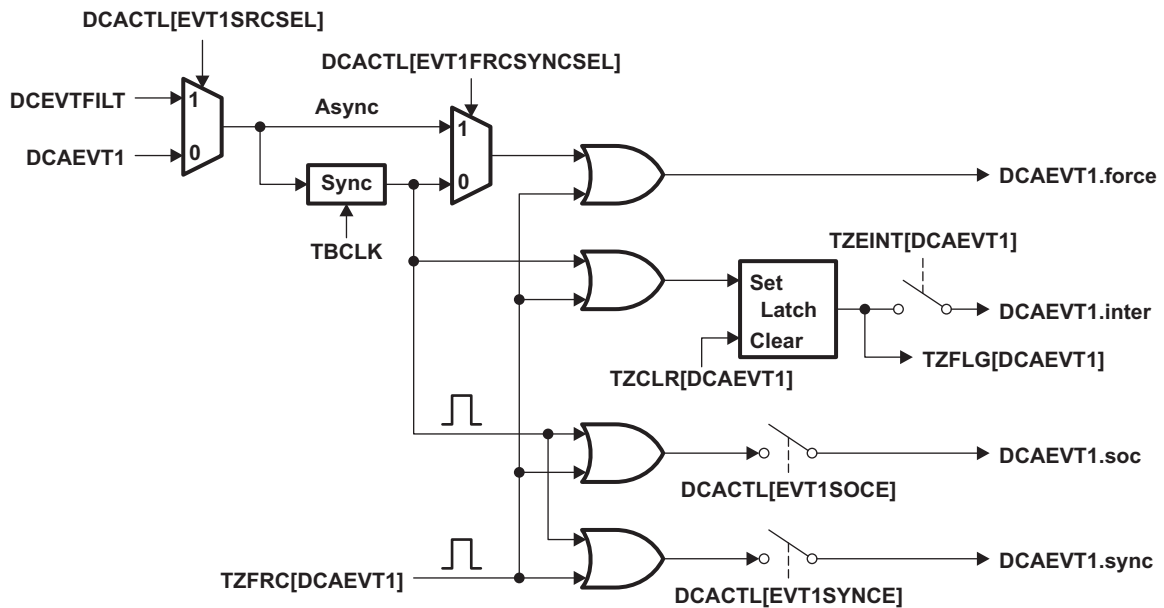 DCACTL[EVT1SRCSEL]
DCACTL[EVT1FRCSYNCSEL]
DCEVTFILT
1
Async
1
DCAEVT1
0
Sync
0
DCAEVT1.force
TBCLK
TZEINT[DCAEVT1]
Set
Latch
DCAEVT1.inter
Clear
TZCLR[DCAEVT1]
TZFLG[DCAEVT1]
DCAEVT1.soc
DCACTL[EVT1SOCE]
TZFRC[DCAEVT1]
DCAEVT1.sync
DCACTL[EVT1SYNCE]